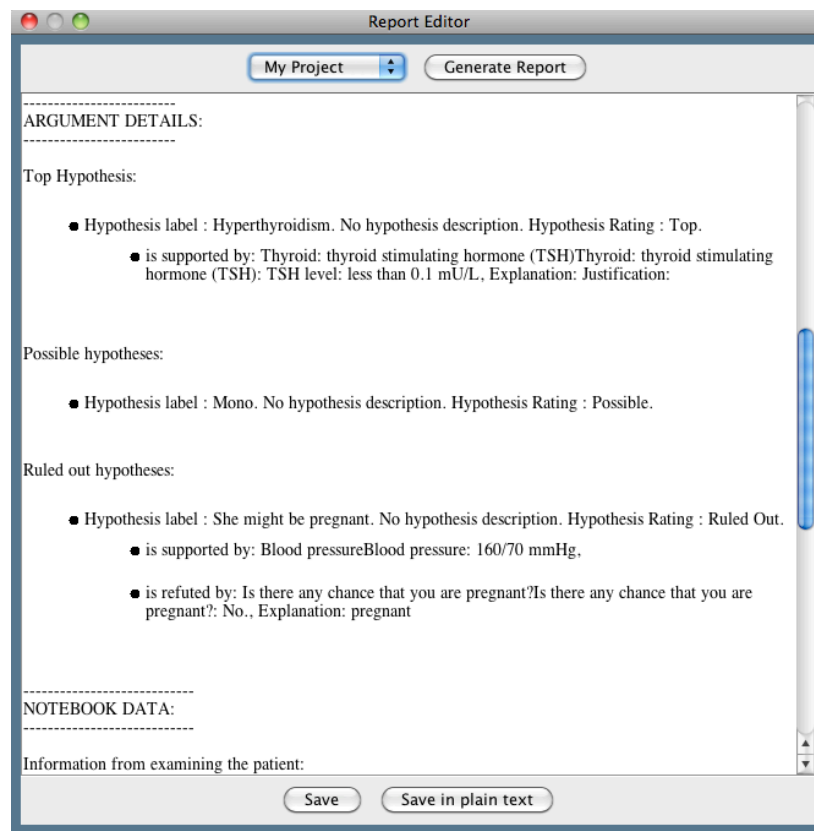 Report Editor
My Project
Generate Report
-------------------------
ARGUMENT DETAILS:
-------------------------
Top Hypothesis:
Hypothesis label : Hyperthyroidism. No hypothesis description. Hypothesis Rating : Top.
is supported by: Thyroid: thyroid stimulating hormone (TSH)Thyroid: thyroid stimulating
hormone (TSH): TSH level: less than 0.1 mU/L, Explanation: Justification:
Possible hypotheses:
Hypothesis label : Mono. No hypothesis description. Hypothesis Rating : Possible.
Ruled out hypotheses:
Hypothesis label : She might be pregnant. No hypothesis description. Hypothesis Rating : Ruled Out.
is supported by: Blood pressureBlood pressure: 160/70 mmHg,
is refuted by: Is there any chance that you are pregnant?Is there any chance that you are
pregnant?: No., Explanation: pregnant
----------------------------
NOTEBOOK DATA:
----------------------------
Information from examining the patient:
Save
Save in plain text